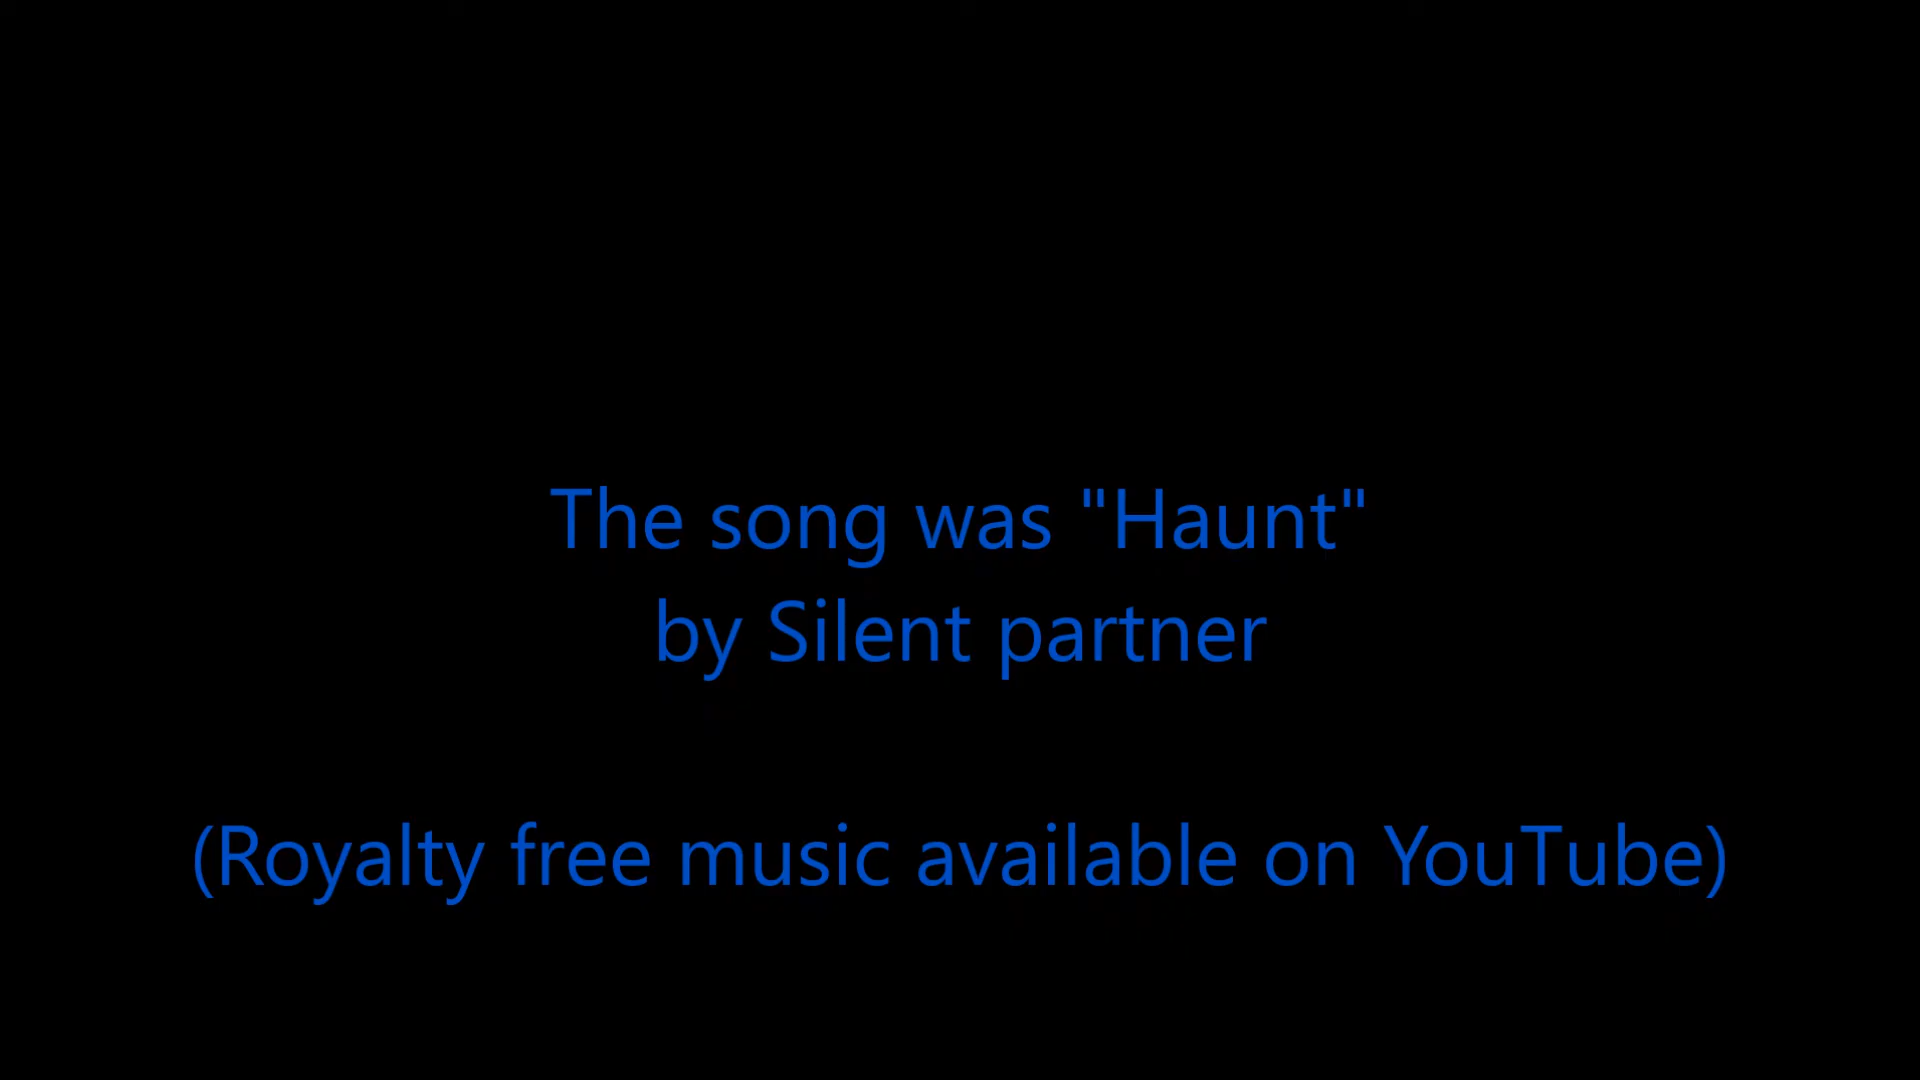 The song was "Haunt"
by Silent partner
(Royalty free music available on YouTube)